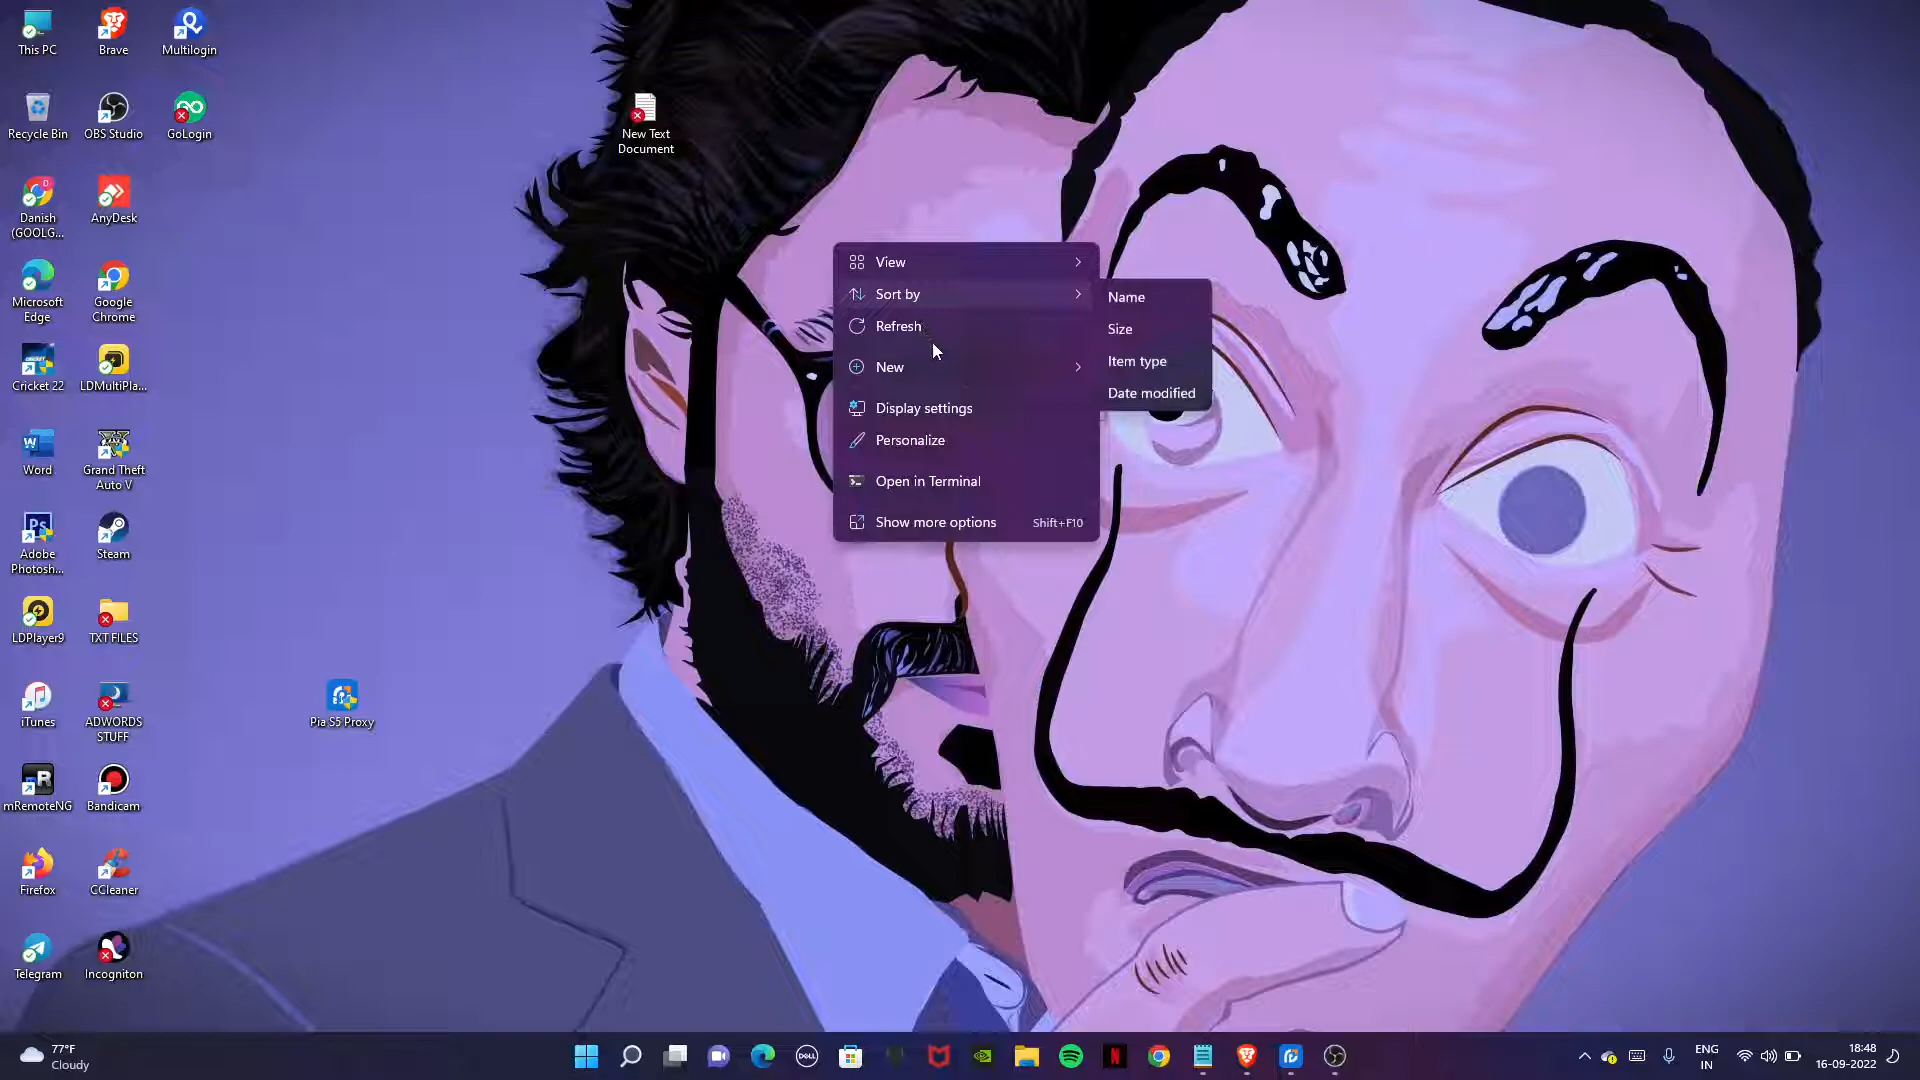 This PC
Brave
Multilogin
Recycle Bin
OBS Studio
GoLogin
New Text
Document
Danish
(GOOLG...
AnyDesk
Microsoft
Edge
Google
Chrome
Cricket 22
LDMultiPla...
Word
Grand Theft
Auto V
Adobe
Photosh...
Steam
LDPlayer9
TXT FILES
iTunes
ADWORDS
STUFF
Pia S5 Proxy
mRemoteNG
Bandicam
Firefox
CCleaner
Telegram
Incogniton
View
Sort by
Refresh
New
Display settings
Personalize
Open in Terminal
Show more options Shift+F10
Name
Size
Item type
Date modified
77°F
Cloudy
DELL
N
ENG
IN
18:48
16-09-2022